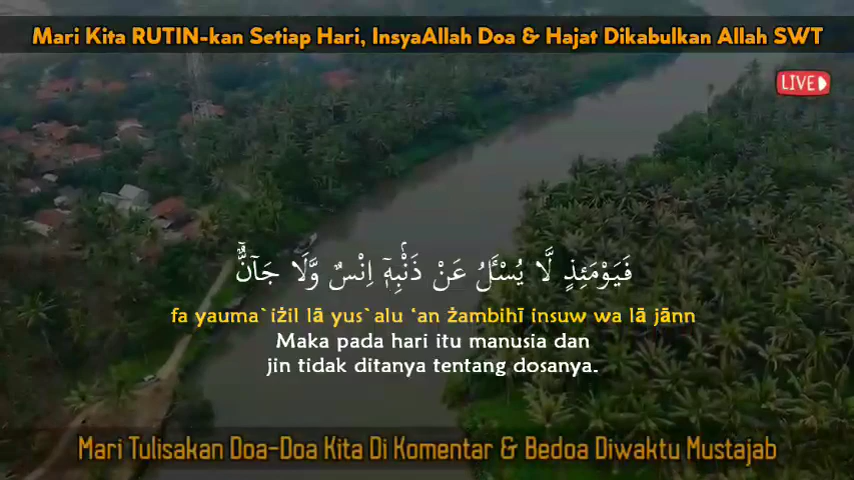 Mari Kita RUTIN-kan Setiap Hari, InsyaAllah Doa & Hajat Dikabulkan Allah SWT
LIVE
فَيَوْمَئِذٍ لَّا يُسْـَٔلُ عَنْ ذَنْۢبِهٖٓ اِنْسٌ وَّلَا جَاۤنٌّۚ
fa yauma`iżil lā yus`alu ‘an żambihī insuw wa lā jānn
Maka pada hari itu manusia dan
jin tidak ditanya tentang dosanya.
Mari Tulisakan Doa-Doa Kita Di Komentar & Bedoa Diwaktu Mustajab